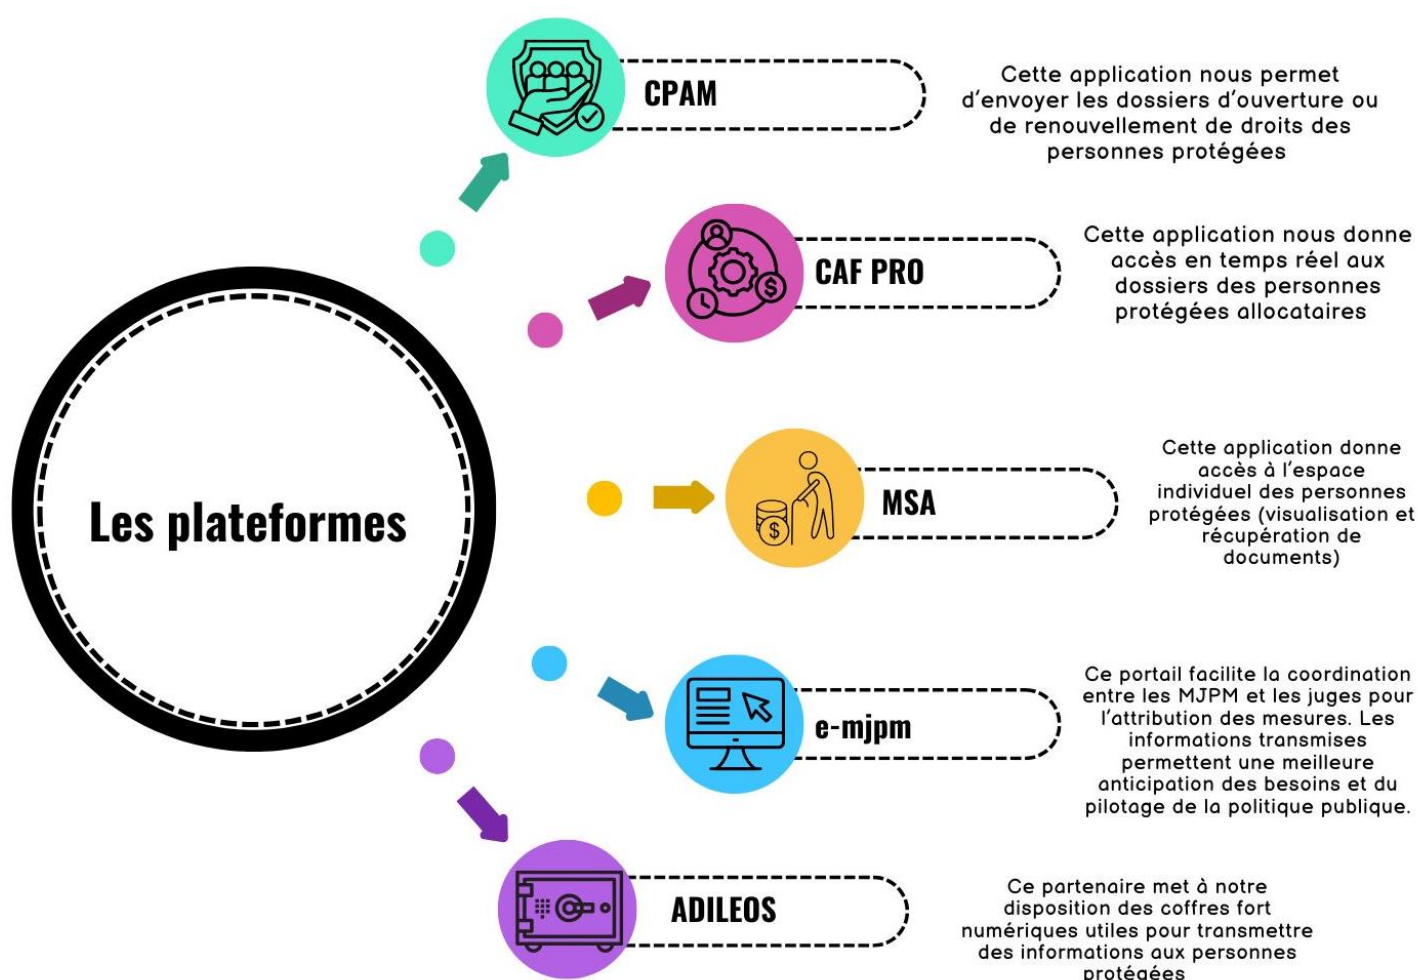 CPAM
Cette application nous permet
d'envoyer les dossiers d'ouverture ou
de renouvellement de droits des
personnes protégées
CAF PRO
Cette application nous donne
accès en temps réel aux
dossiers des personnes
protégées allocataires
Les plateformes
MSA
Cette application donne
accès à l'espace
individuel des personnes
protégées (visualisation et
récupération de
documents)
e-mjpm
Ce portail facilite la coordination
entre les MJPM et les juges pour
l'attribution des mesures. Les
informations transmises
permettent une meilleure
anticipation des besoins et du
pilotage de la politique publique.
ADILEOS
Ce partenaire met à notre
disposition des coffres fort
numériques utiles pour transmettre
des informations aux personnes
protégées